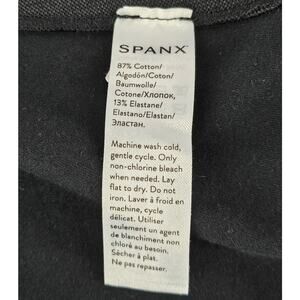 SPANX
87% Cotton/
Algodón/Coton/
Baumwolle/
Cotone/Хлопок,
13% Elastane/
Elastano/Elastan/
Эластан.
Machine wash cold,
gentle cycle. Only
non-chlorine bleach
when needed. Lay
flat to dry. Do not
iron. Laver à froid en
machine, cycle
délicat. Utiliser
seulement un agent
de blanchiment non
chloré au besoin.
Sécher à plat.
Ne pas repasser.